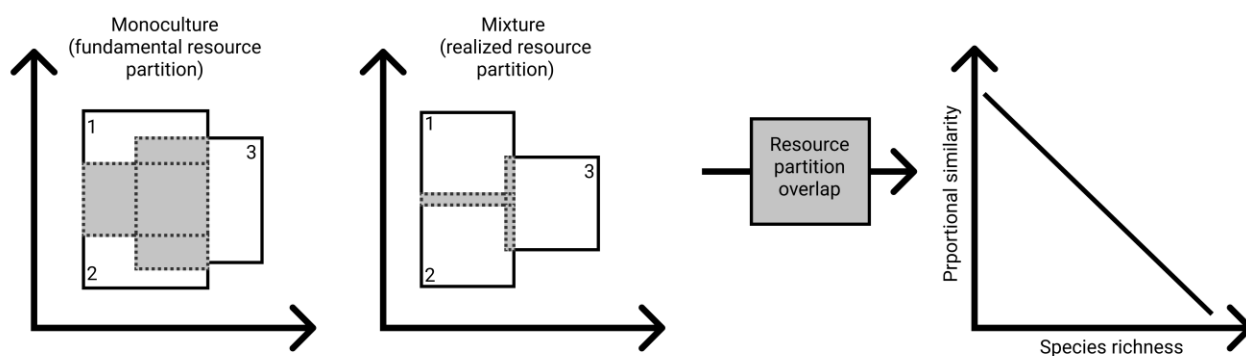 Monoculture
(fundamental resource
partition)
1
3
2
Mixture
(realized resource
partition)
1
3
2
Resource
partition
overlap
Prportional similarity
Species richness